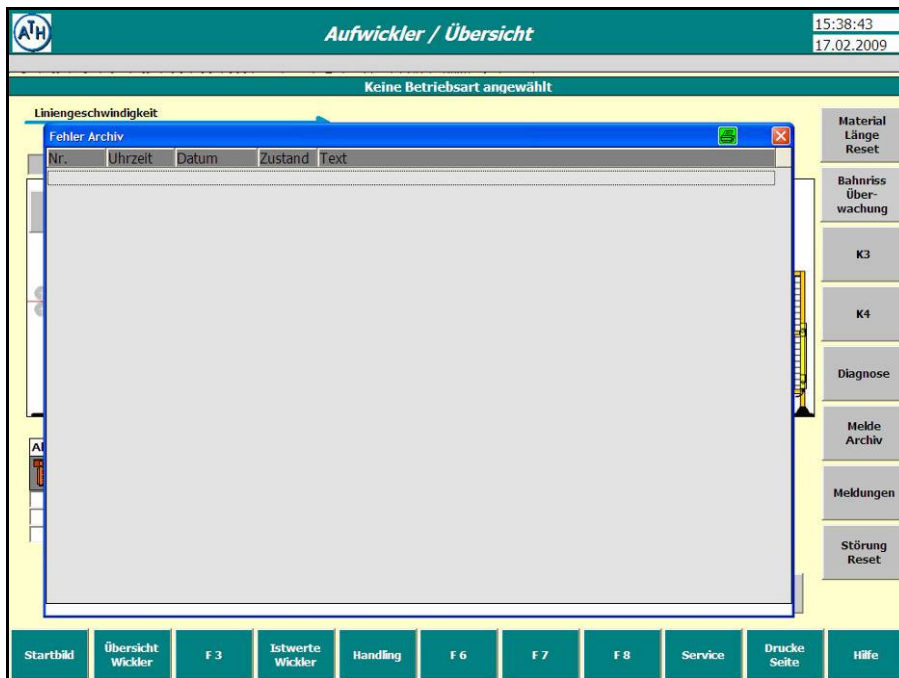 ATH
Aufwickler / Übersicht
15:38:43
17.02.2009
Keine Betriebsart angewählt
Liniengeschwindigkeit
Fehler Archiv
Nr. Uhrzeit Datum Zustand Text
Material
Länge
Reset
Bahnriss
Über-
wachung
K3
K4
Diagnose
Melde
Archiv
Meldungen
Störung
Reset
Startbild
Übersicht
Wickler
F 3
Istwerte
Wickler
Handling
F 6
F 7
F 8
Service
Drucke
Seite
Hilfe